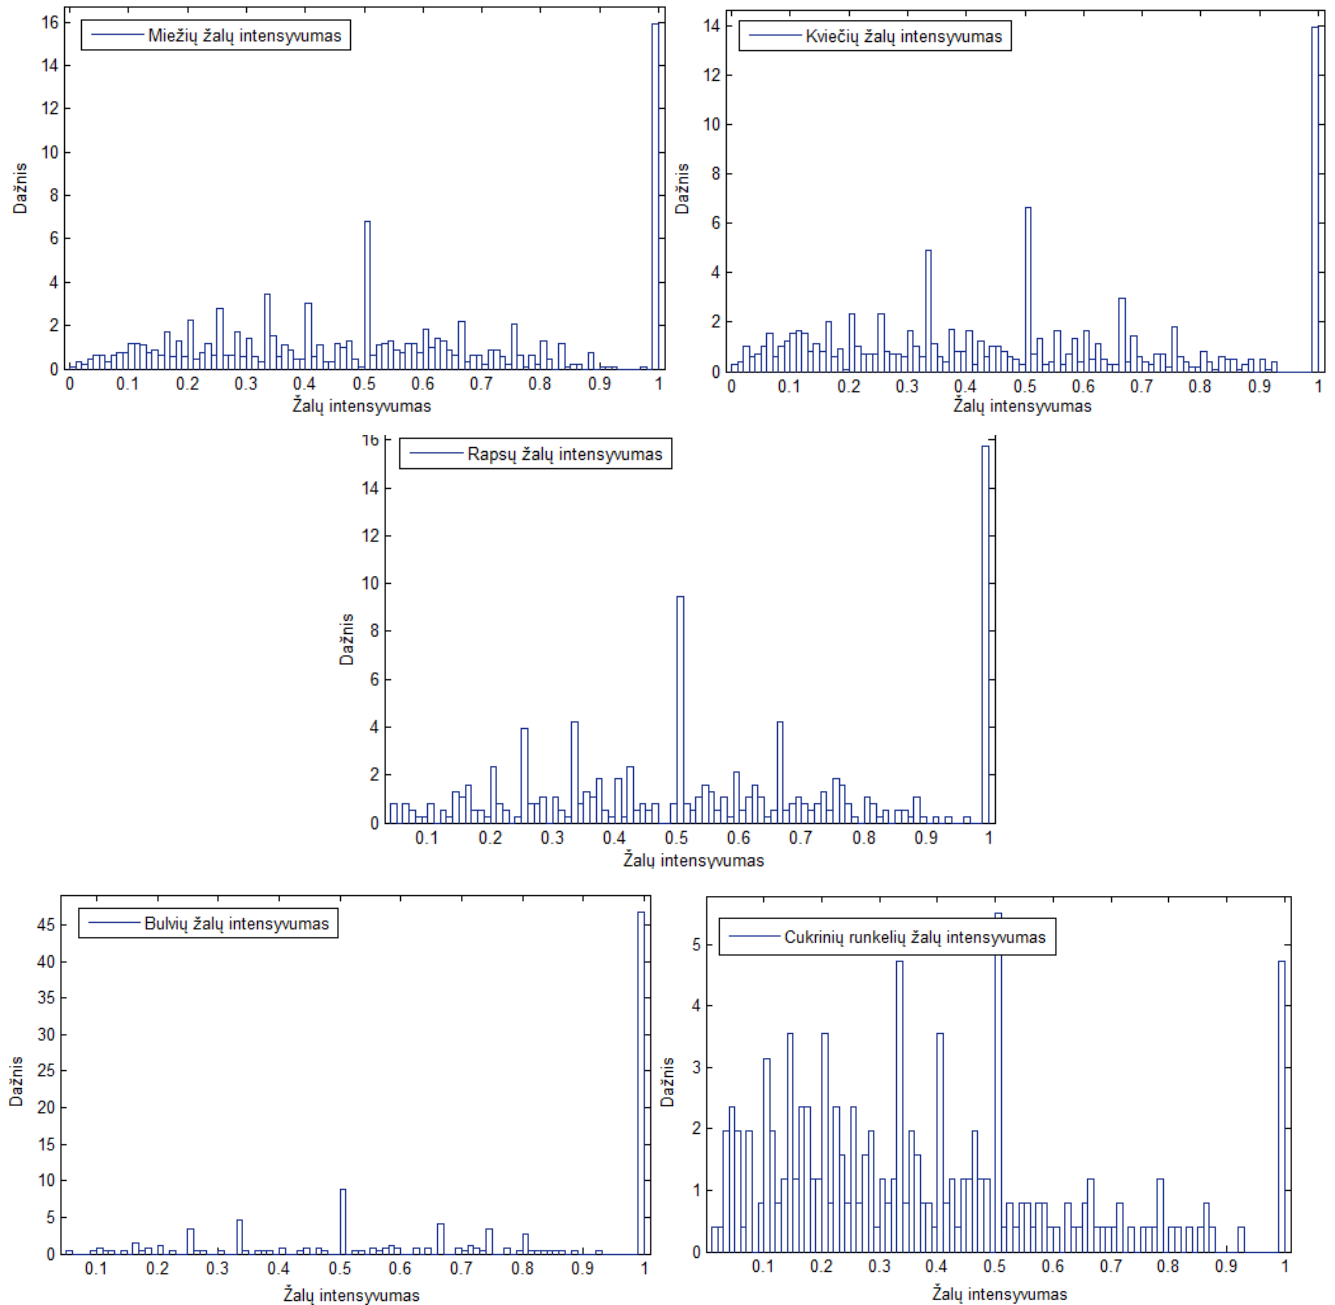 Miežių žalų intensyvumas
16
14
12
10
8
6
4
2
0
Dažnis
0 0.1 0.2 0.3 0.4 0.5 0.6 0.7 0.8 0.9 1
Žalų intensyvumas
Kviečių žalų intensyvumas
14
12
10
8
6
4
2
0
Dažnis
0 0.1 0.2 0.3 0.4 0.5 0.6 0.7 0.8 0.9 1
Žalų intensyvumas
Rapsų žalų intensyvumas
16
14
12
10
8
6
4
2
0
Dažnis
0.1 0.2 0.3 0.4 0.5 0.6 0.7 0.8 0.9 1
Žalų intensyvumas
Bulvių žalų intensyvumas
45
40
35
30
25
20
15
10
5
0
Dažnis
0.1 0.2 0.3 0.4 0.5 0.6 0.7 0.8 0.9 1
Žalų intensyvumas
Cukrinių runkelių žalų intensyvumas
5
4
3
2
1
0
Dažnis
0.1 0.2 0.3 0.4 0.5 0.6 0.7 0.8 0.9 1
Žalų intensyvumas